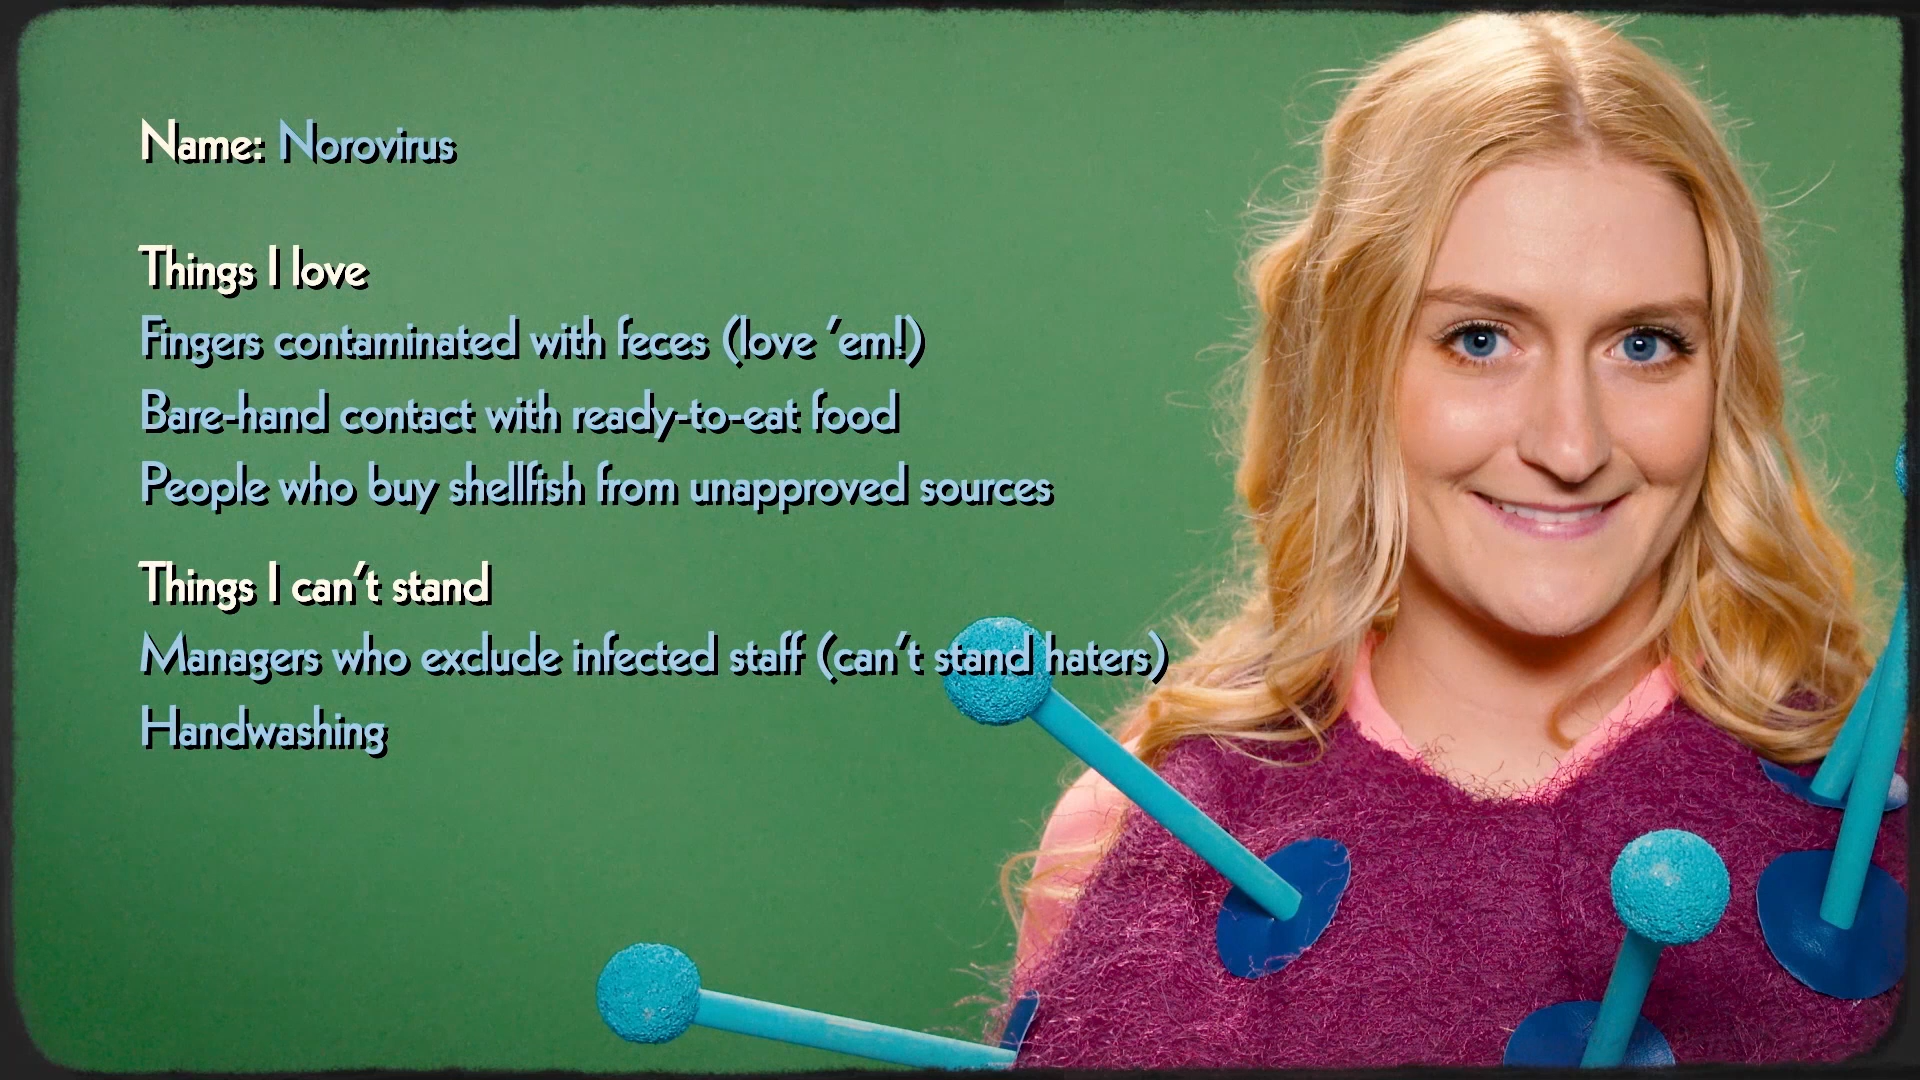 Name: Norovirus
Things I love
Fingers contaminated with feces (love 'em!)
Bare-hand contact with ready-to-eat food
People who buy shellfish from unapproved sources
Things I can't stand
Managers who exclude infected staff (can't stand haters)
Handwashing